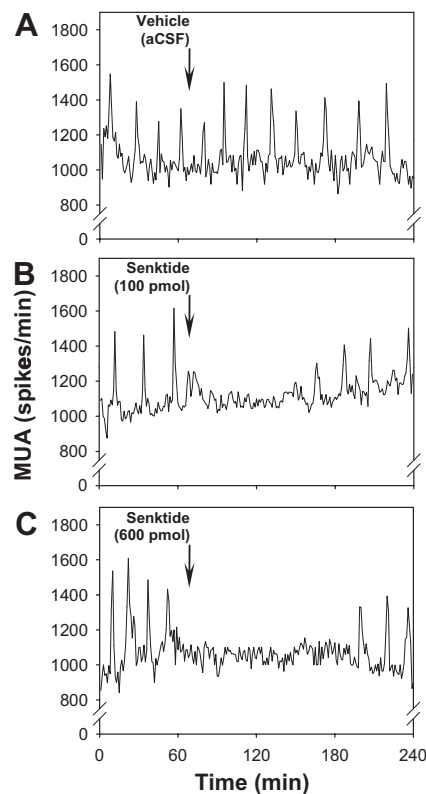 A
Vehicle
(aCSF)
1800
1600
1400
1200
1000
800
0
B
Senktide
(100 pmol)
1800
1600
1400
1200
1000
800
0
MUA (spikes/min)
C
Senktide
(600 pmol)
1800
1600
1400
1200
1000
800
0
0 60 120 180 240
Time (min)